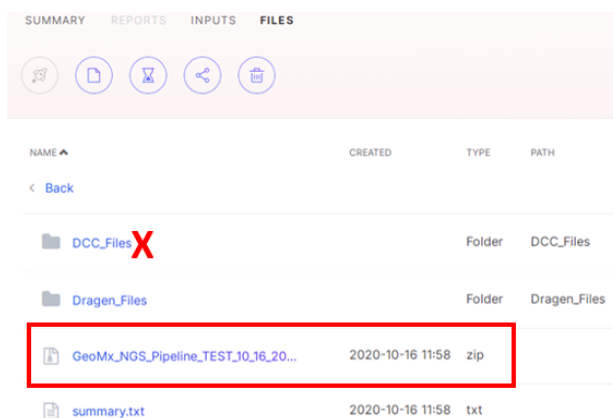 SUMMARY REPORTS INPUTS FILES
NAME CREATED TYPE PATH
< Back
DCC_Files X Folder DCC_Files
Dragen_Files Folder Dragen_Files
GeoMx_NGS_Pipeline_TEST_10_16_20... 2020-10-16 11:58 zip
summary.txt 2020-10-16 11:58 txt